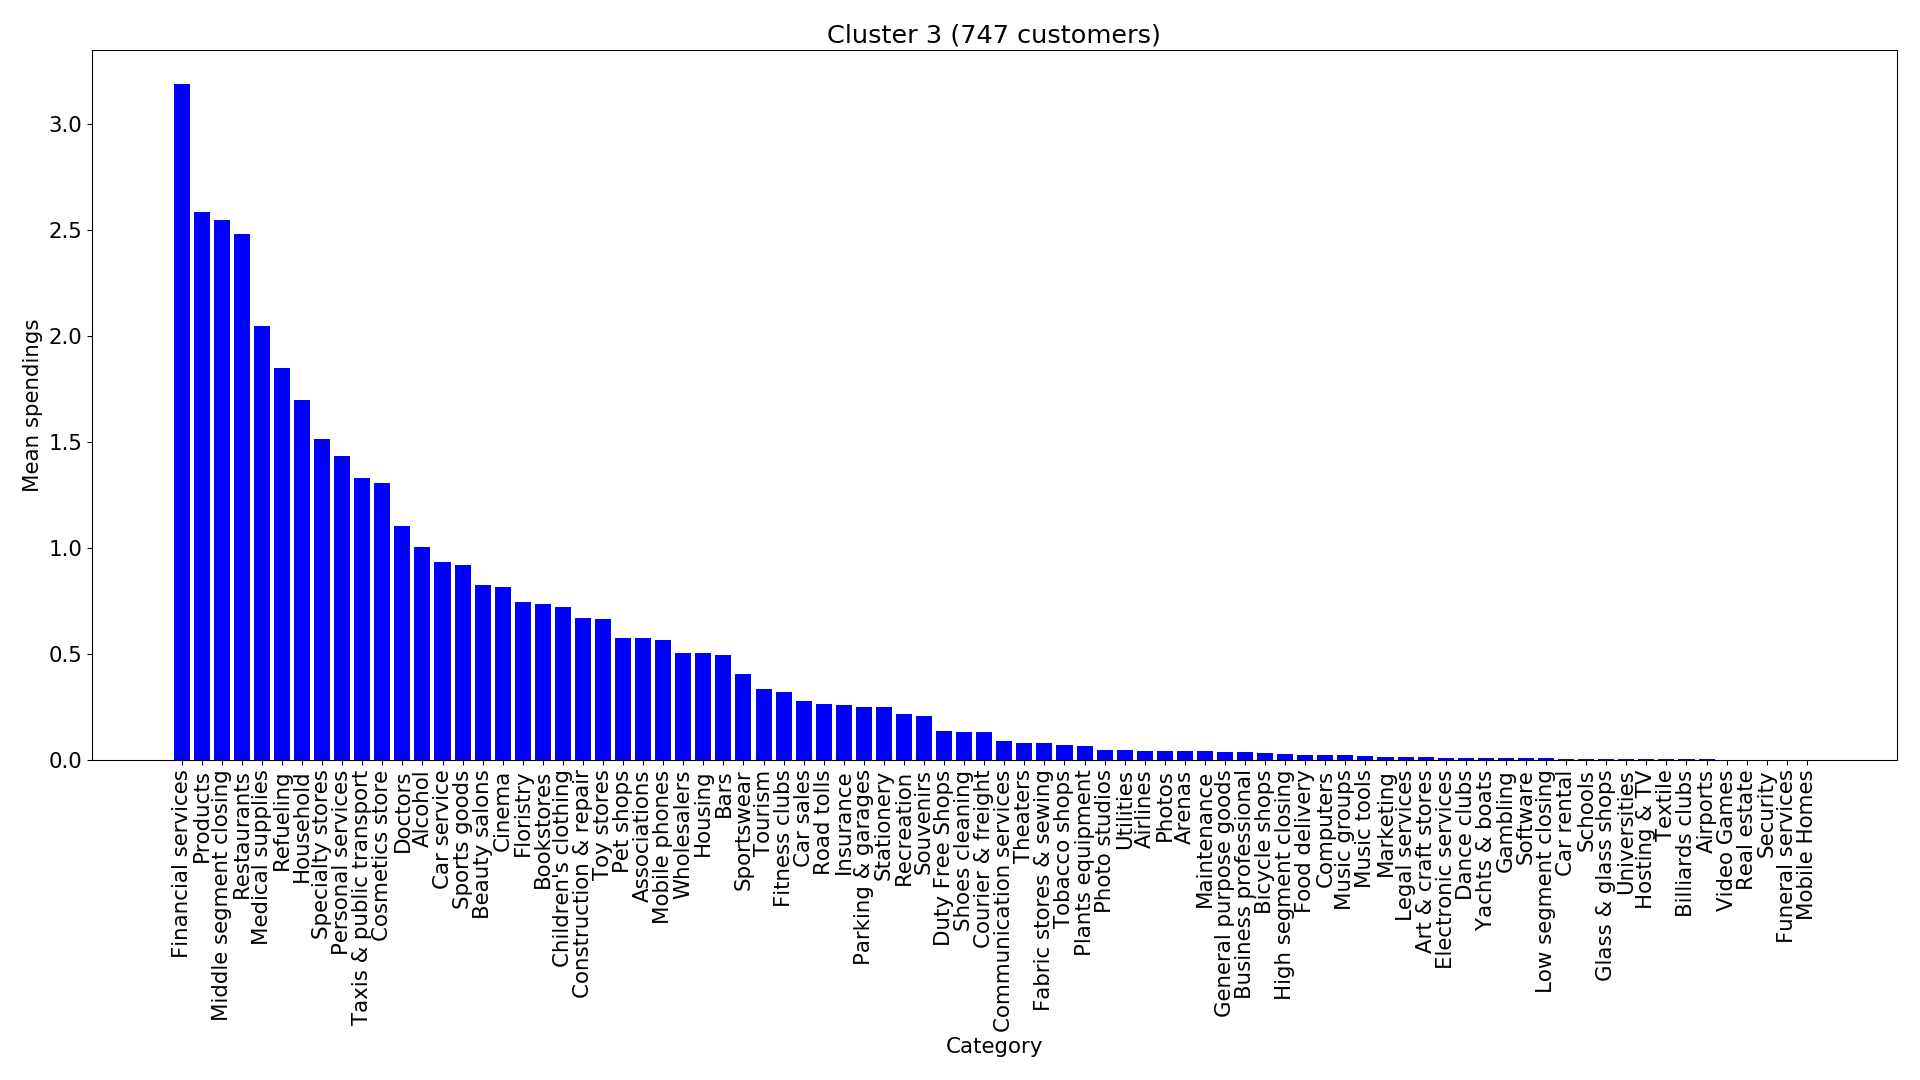 Cluster 3 (747 customers)
Mean spendings
3.0
2.5
2.0
1.5
1.0
0.5
0.0
Financial services
Products
Middle segment closing
Restaurants
Medical supplies
Refueling
Household
Specialty stores
Personal services
Taxis & public transport
Cosmetics store
Doctors
Alcohol
Car service
Sports goods
Beauty salons
Cinema
Floristry
Bookstores
Children's clothing
Construction & repair
Toy stores
Pet shops
Associations
Mobile phones
Wholesalers
Housing
Bars
Sportswear
Tourism
Fitness clubs
Car sales
Road tolls
Insurance
Parking & garages
Stationery
Recreation
Souvenirs
Duty Free Shops
Shoes cleaning
Courier & freight
Communication services
Theaters
Fabric stores & sewing
Tobacco shops
Plants equipment
Photo studios
Utilities
Airlines
Photos
Arenas
Maintenance
General purpose goods
Business professional
Bicycle shops
High segment closing
Food delivery
Computers
Music groups
Music tools
Marketing
Legal services
Art & craft stores
Electronic services
Dance clubs
Yachts & boats
Gambling
Software
Low segment closing
Car rental
Schools
Glass & glass shops
Universities
Hosting & TV
Textile
Billiards clubs
Airports
Video Games
Real estate
Security
Funeral services
Mobile Homes
Category